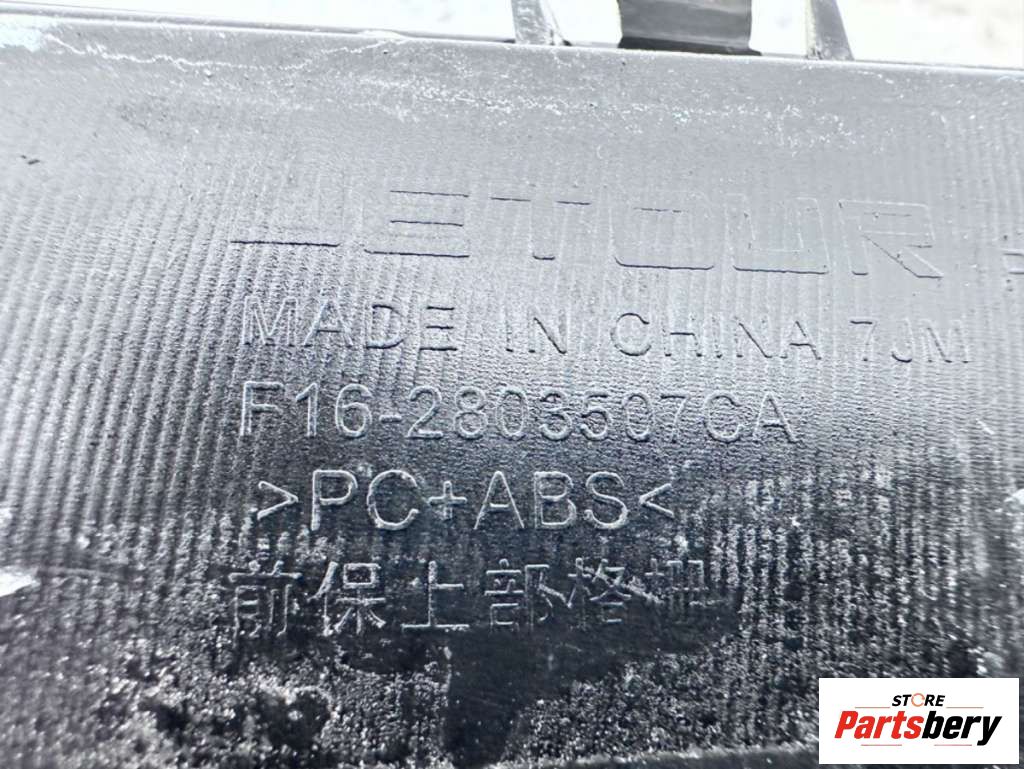 JETOUR
MADE IN CHINA 7JM
F16-2803507CA
>PC+ABS<
前保上部格栅
STORE
Partsbery